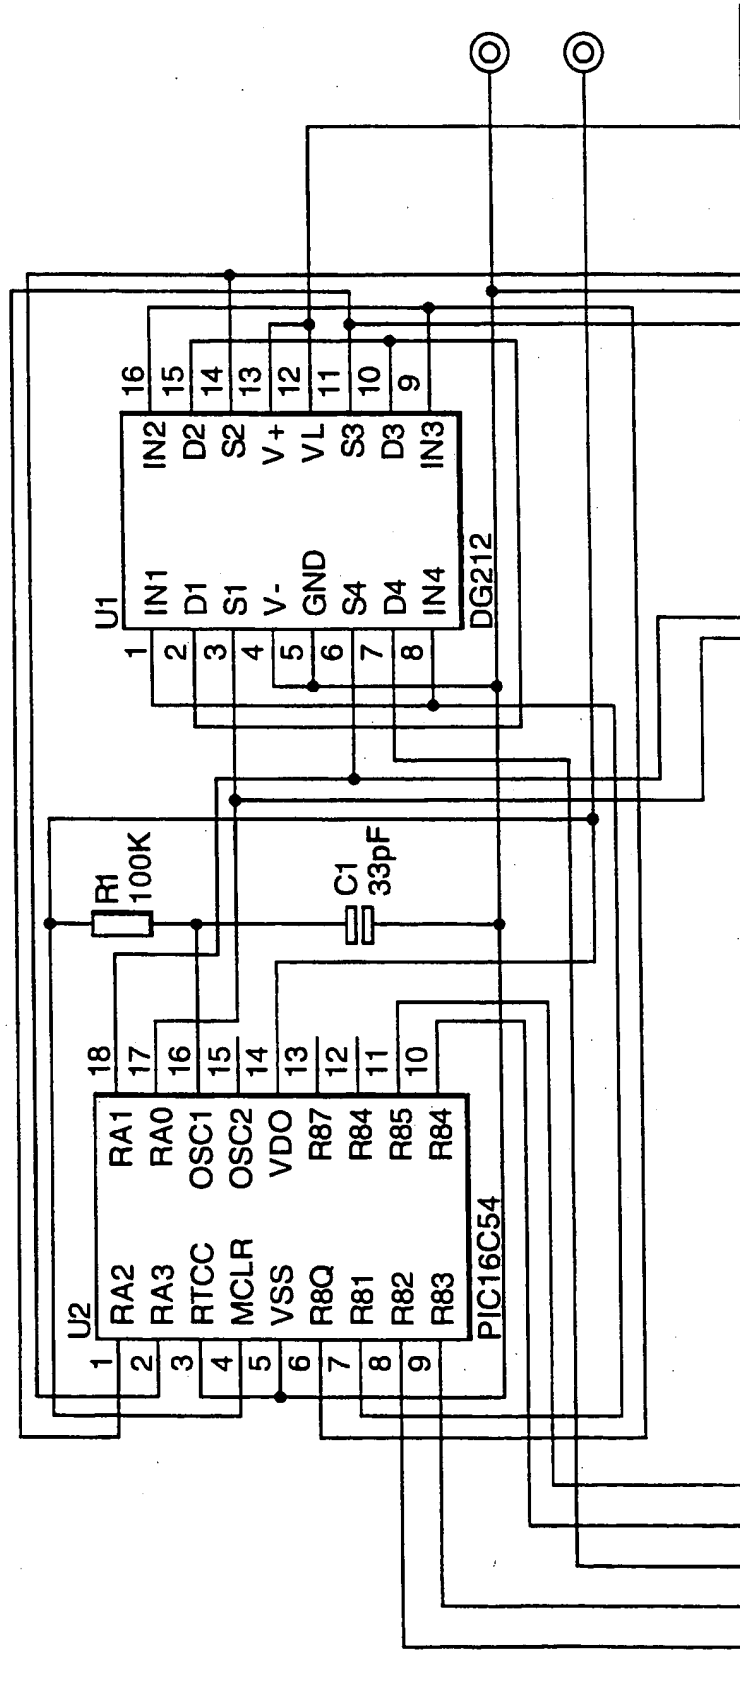 U1
16
15
14
13
12
11
10
9
IN2
D2
S2
V+
VL
S3
D3
IN3
IN1
D1
S1
V-
GND
S4
D4
IN4
1
2
3
4
5
6
7
8
DG212
R1
100K
C1
33pF
U2
18
17
16
15
14
13
12
11
10
RA1
RA0
OSC1
OSC2
VDO
R87
R84
R85
R84
RA2
RA3
RTCC
MCLR
VSS
R8Q
R81
R82
R83
1
2
3
4
5
6
7
8
9
PIC16C54